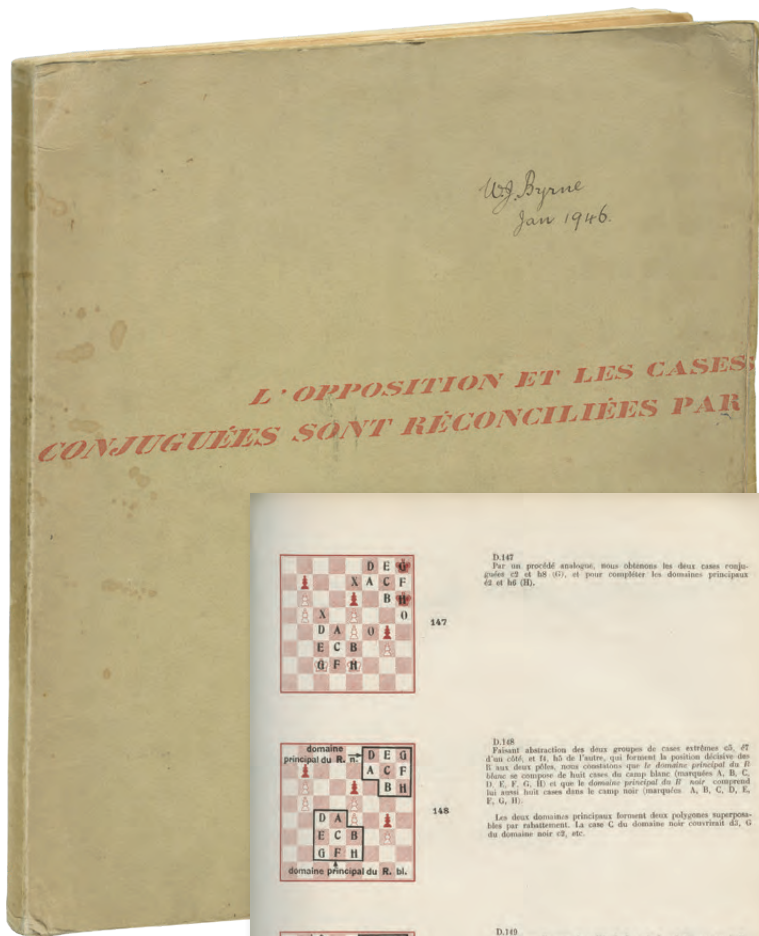 W.J. Byrne
Jan 1946.
L'OPPOSITION ET LES CASES
CONJUGUÉES SONT RÉCONCILIÉES PAR
D E G
X A C F
B H
X O
D A O
E C B
G F H
147
D.147
Par un procédé analogue, nous obtenons les deux cases conju-
guées c2 et h8 (G), et pour compléter les domaines principaux
é2 et h6 (H).
domaine
principal du R. n.
D E G
A C F
B H
D A
E C B
G F H
domaine principal du R. bl.
148
D.148
Faisant abstraction des deux groupes de cases extrêmes c5, é7
d'un côté, et f4, h5 de l'autre, qui forment la position décisive des
R aux deux pôles, nous constatons que le domaine principal du R
blanc se compose de huit cases du camp blanc (marquées A, B, C,
D, E, F, G, H) et que le domaine principal du R noir comprend
lui aussi huit cases dans le camp noir (marquées A, B, C, D, E,
F, G, H).
Les deux domaines principaux forment deux polygones superposa-
bles par rabattement. La case C du domaine noir couvrirait d3, G
du domaine noir c2, etc.
D.149